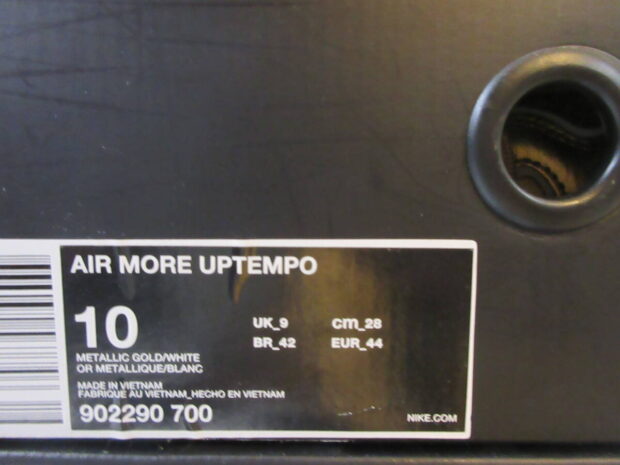 AIR MORE UPTEMPO
10
UK_9 cm_28
BR_42 EUR_44
METALLIC GOLD/WHITE
OR METALLIQUE/BLANC
MADE IN VIETNAM
FABRIQUE AU VIETNAM_HECHO EN VIETNAM
902290 700
NIKE.COM